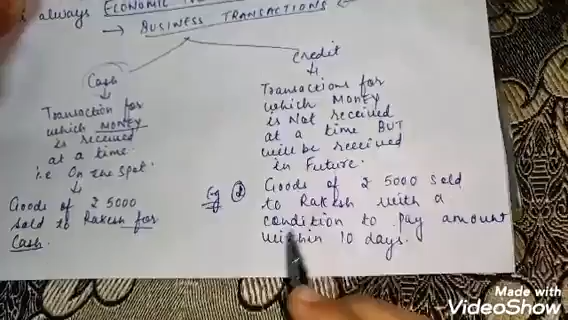 always ECONOMIC
→ BUSINESS TRANSACTIONS
Cash
Transaction for
which MONEY
is received
at a time.
i.e On the spot.
Goods of ₹ 5000
sold to Rakesh for
Cash.
Credit
Transactions for
which MONEY
is Not received
at a time BUT
will be received
in Future.
Eg ② Goods of ₹ 5000 sold
to Rakesh with a
condition to pay amount
within 10 days.
Made with
VideoShow